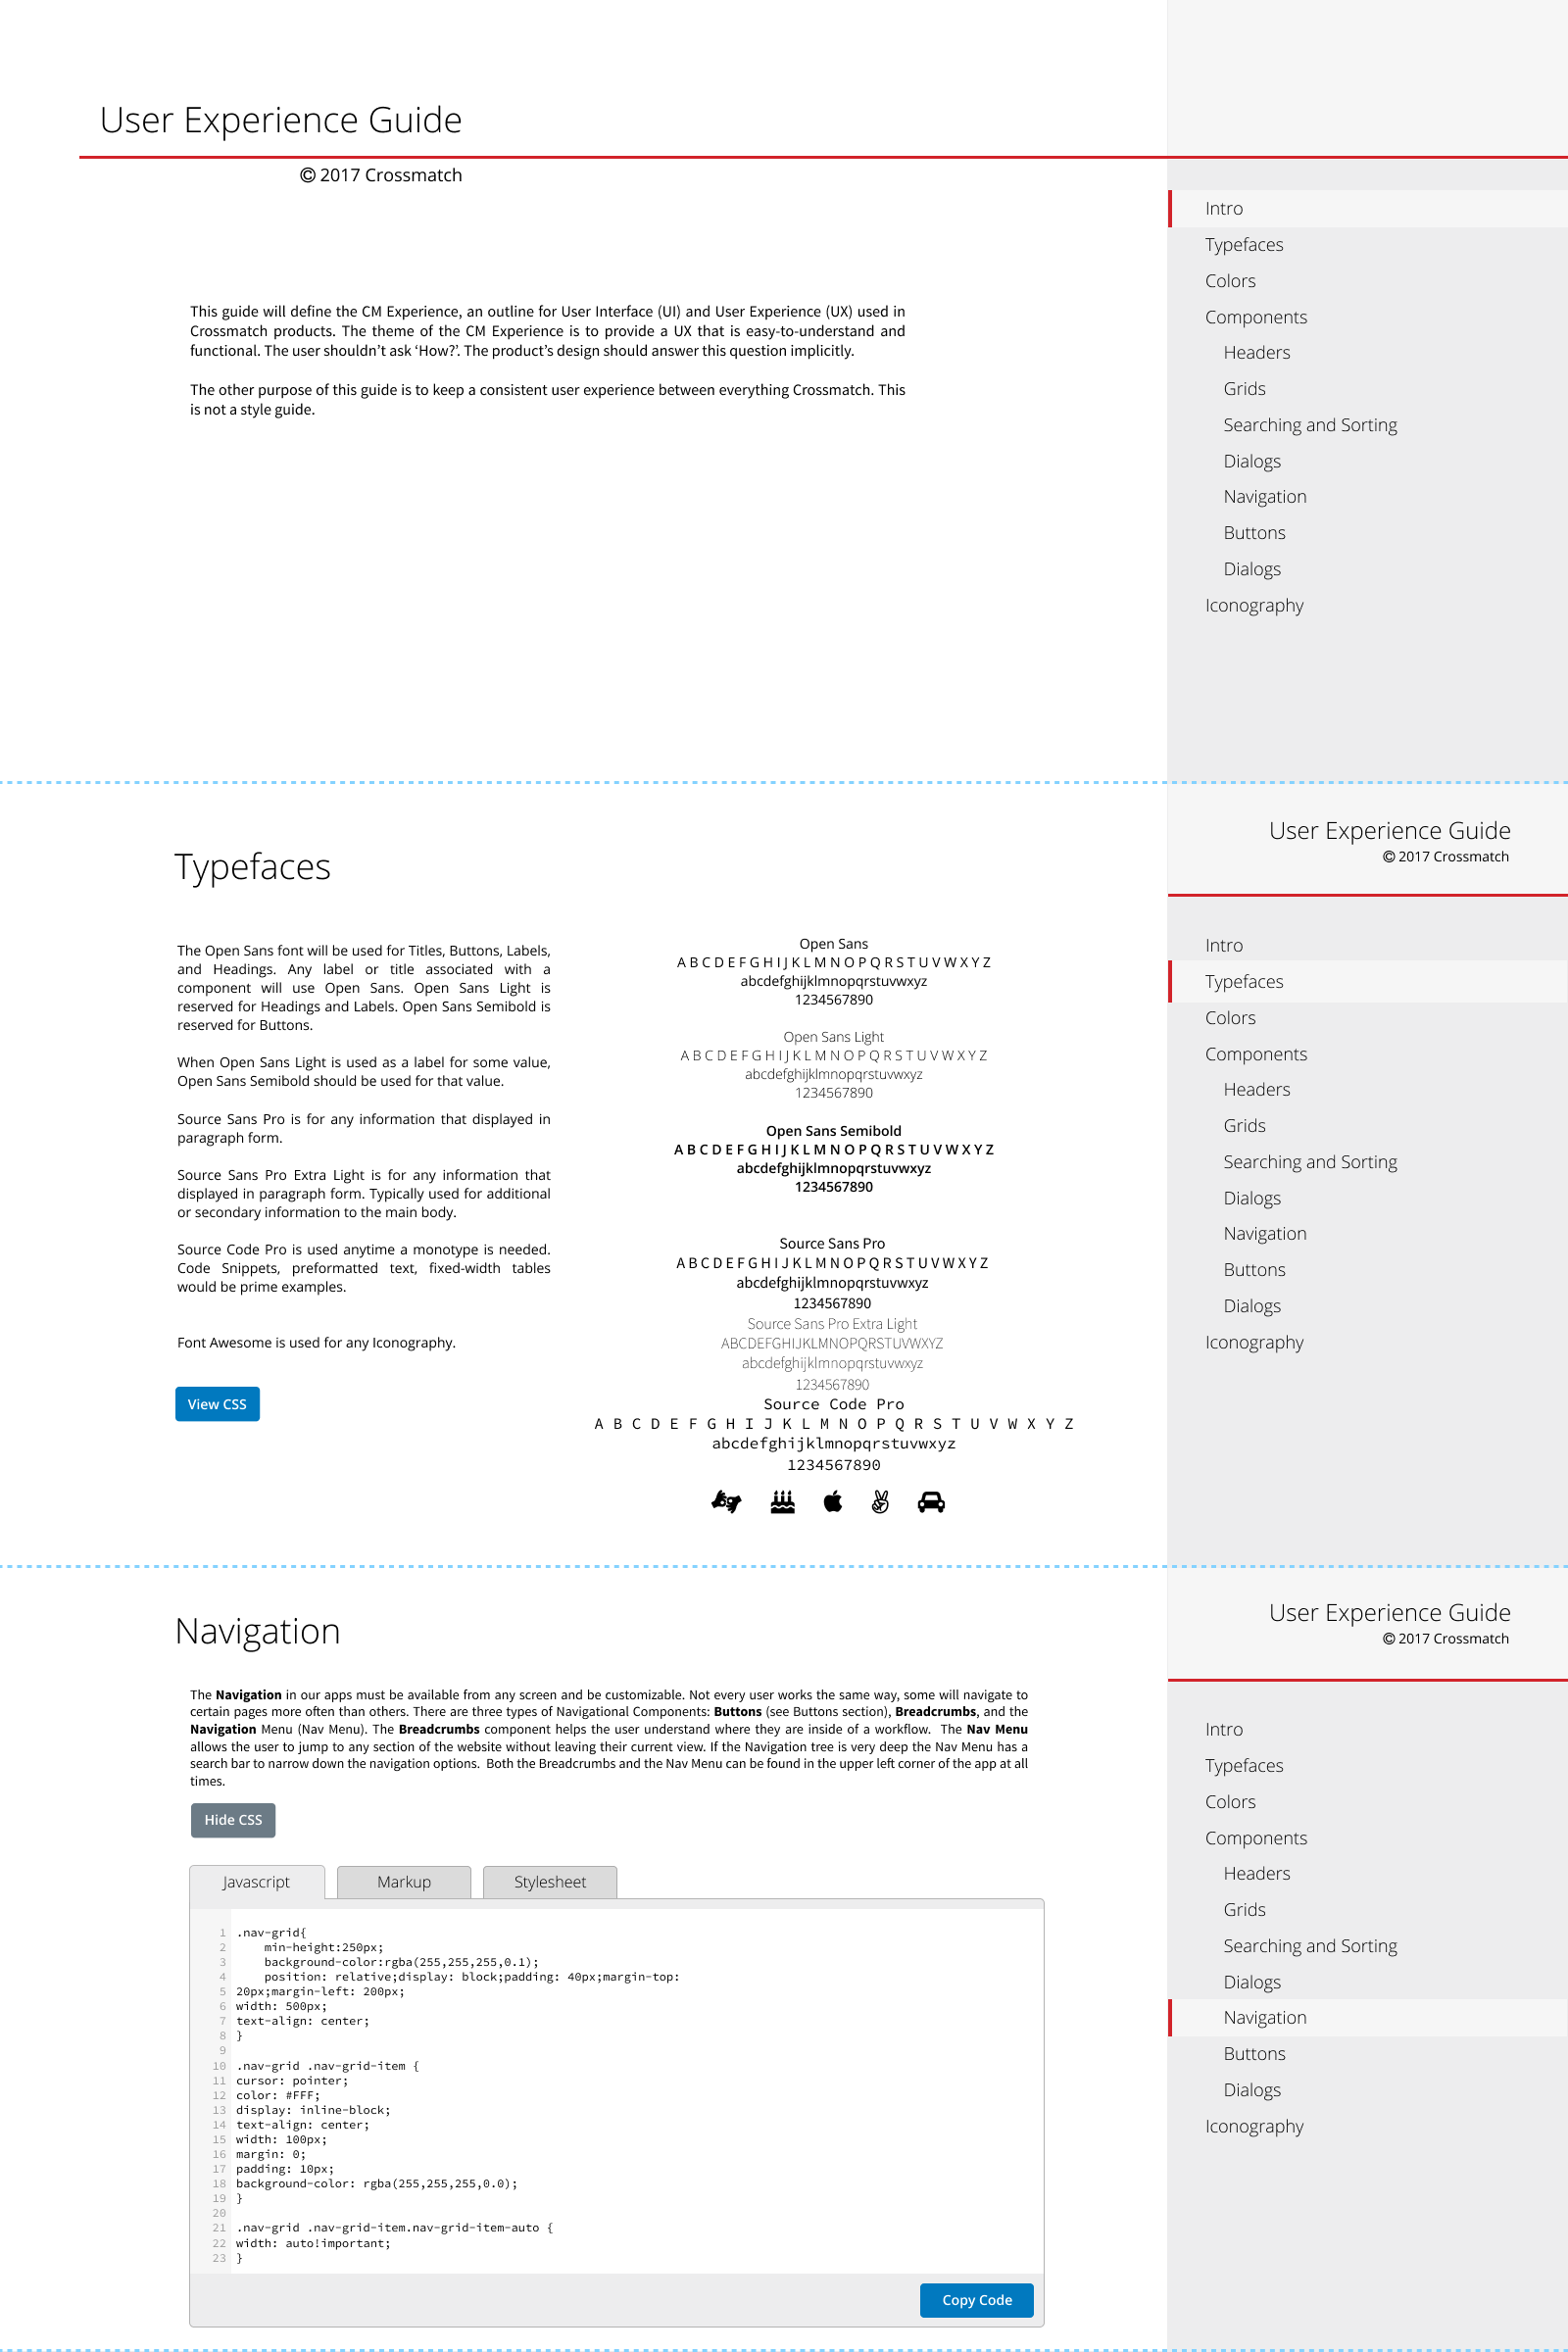 User Experience Guide
© 2017 Crossmatch
Intro
Typefaces
Colors
Components
Headers
Grids
Searching and Sorting
Dialogs
Navigation
Buttons
Dialogs
Iconography
This guide will define the CM Experience, an outline for User Interface (UI) and User Experience (UX) used in
Crossmatch products. The theme of the CM Experience is to provide a UX that is easy-to-understand and
functional. The user shouldn’t ask ‘How?’. The product’s design should answer this question implicitly.
The other purpose of this guide is to keep a consistent user experience between everything Crossmatch. This
is not a style guide.
Typefaces
The Open Sans font will be used for Titles, Buttons, Labels,
and Headings. Any label or title associated with a
component will use Open Sans. Open Sans Light is
reserved for Headings and Labels. Open Sans Semibold is
reserved for Buttons.
When Open Sans Light is used as a label for some value,
Open Sans Semibold should be used for that value.
Source Sans Pro is for any information that displayed in
paragraph form.
Source Sans Pro Extra Light is for any information that
displayed in paragraph form. Typically used for additional
or secondary information to the main body.
Source Code Pro is used anytime a monotype is needed.
Code Snippets, preformatted text, fixed-width tables
would be prime examples.
Font Awesome is used for any Iconography.
View CSS
Open Sans
A B C D E F G H I J K L M N O P Q R S T U V W X Y Z
abcdefghijklmnopqrstuvwxyz
1234567890
Open Sans Light
A B C D E F G H I J K L M N O P Q R S T U V W X Y Z
abcdefghijklmnopqrstuvwxyz
1234567890
Open Sans Semibold
A B C D E F G H I J K L M N O P Q R S T U V W X Y Z
abcdefghijklmnopqrstuvwxyz
1234567890
Source Sans Pro
A B C D E F G H I J K L M N O P Q R S T U V W X Y Z
abcdefghijklmnopqrstuvwxyz
1234567890
Source Sans Pro Extra Light
ABCDEFGHIJKLMNOPQRSTUVWXYZ
abcdefghijklmnopqrstuvwxyz
1234567890
Source Code Pro
A B C D E F G H I J K L M N O P Q R S T U V W X Y Z
abcdefghijklmnopqrstuvwxyz
1234567890
User Experience Guide
© 2017 Crossmatch
Intro
Typefaces
Colors
Components
Headers
Grids
Searching and Sorting
Dialogs
Navigation
Buttons
Dialogs
Iconography
Navigation
The Navigation in our apps must be available from any screen and be customizable. Not every user works the same way, some will navigate to
certain pages more often than others. There are three types of Navigational Components: Buttons (see Buttons section), Breadcrumbs, and the
Navigation Menu (Nav Menu). The Breadcrumbs component helps the user understand where they are inside of a workflow. The Nav Menu
allows the user to jump to any section of the website without leaving their current view. If the Navigation tree is very deep the Nav Menu has a
search bar to narrow down the navigation options. Both the Breadcrumbs and the Nav Menu can be found in the upper left corner of the app at all
times.
Hide CSS
Javascript
Markup
Stylesheet
1 .nav-grid{
2 min-height:250px;
3 background-color:rgba(255,255,255,0.1);
4 position: relative;display: block;padding: 40px;margin-top:
5 20px;margin-left: 200px;
6 width: 500px;
7 text-align: center;
8 }
9
10 .nav-grid .nav-grid-item {
11 cursor: pointer;
12 color: #FFF;
13 display: inline-block;
14 text-align: center;
15 width: 100px;
16 margin: 0;
17 padding: 10px;
18 background-color: rgba(255,255,255,0.0);
19 }
20
21 .nav-grid .nav-grid-item.nav-grid-item-auto {
22 width: auto!important;
23 }
Copy Code
User Experience Guide
© 2017 Crossmatch
Intro
Typefaces
Colors
Components
Headers
Grids
Searching and Sorting
Dialogs
Navigation
Buttons
Dialogs
Iconography